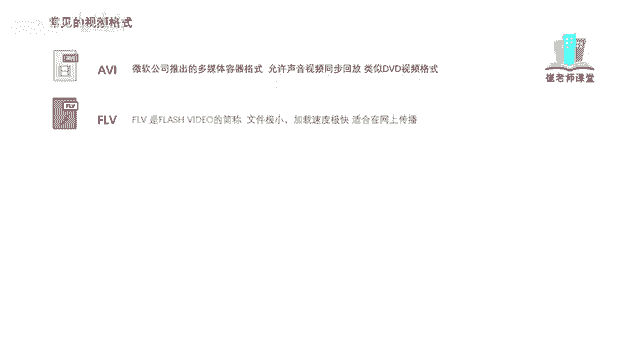 常见的视频格式
AVI 微软公司推出的多媒体容器格式 允许声音视频同步回放 类似DVD视频格式
崔老师课堂
FLV
FLV FLV 是FLASH VIDEO的简称 文件极小、加载速度极快 适合在网上传播